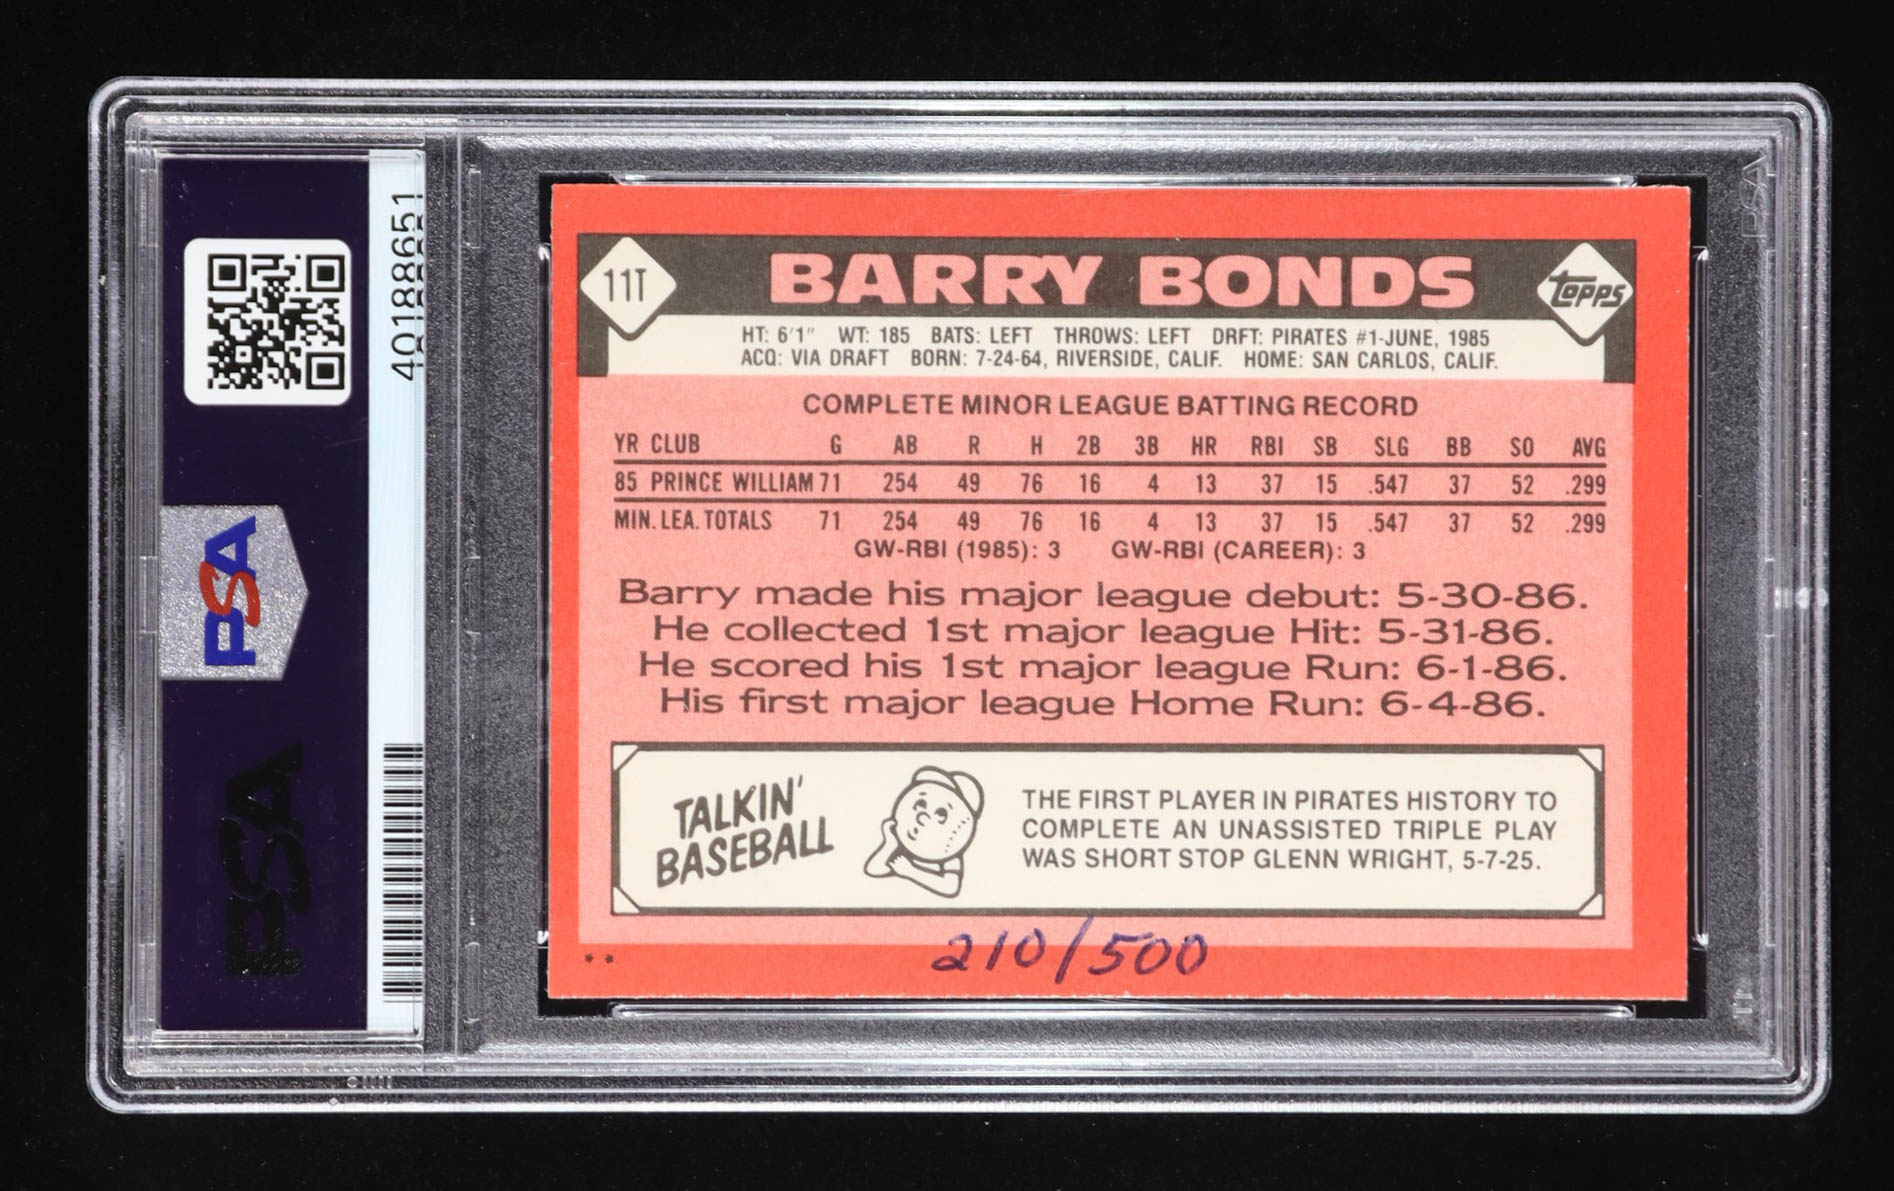 40188651
PSA
PSA
11T
BARRY BONDS
topps
HT: 6'1" WT: 185 BATS: LEFT THROWS: LEFT DRFT: PIRATES #1-JUNE, 1985
ACQ: VIA DRAFT BORN: 7-24-64, RIVERSIDE, CALIF. HOME: SAN CARLOS, CALIF.
COMPLETE MINOR LEAGUE BATTING RECORD
YR CLUB G AB R H 2B 3B HR RBI SB SLG BB SO AVG
85 PRINCE WILLIAM 71 254 49 76 16 4 13 37 15 .547 37 52 .299
MIN. LEA. TOTALS 71 254 49 76 16 4 13 37 15 .547 37 52 .299
GW-RBI (1985): 3 GW-RBI (CAREER): 3
Barry made his major league debut: 5-30-86.
He collected 1st major league Hit: 5-31-86.
He scored his 1st major league Run: 6-1-86.
His first major league Home Run: 6-4-86.
TALKIN'
BASEBALL
THE FIRST PLAYER IN PIRATES HISTORY TO
COMPLETE AN UNASSISTED TRIPLE PLAY
WAS SHORT STOP GLENN WRIGHT, 5-7-25.
210/500
**
PSA